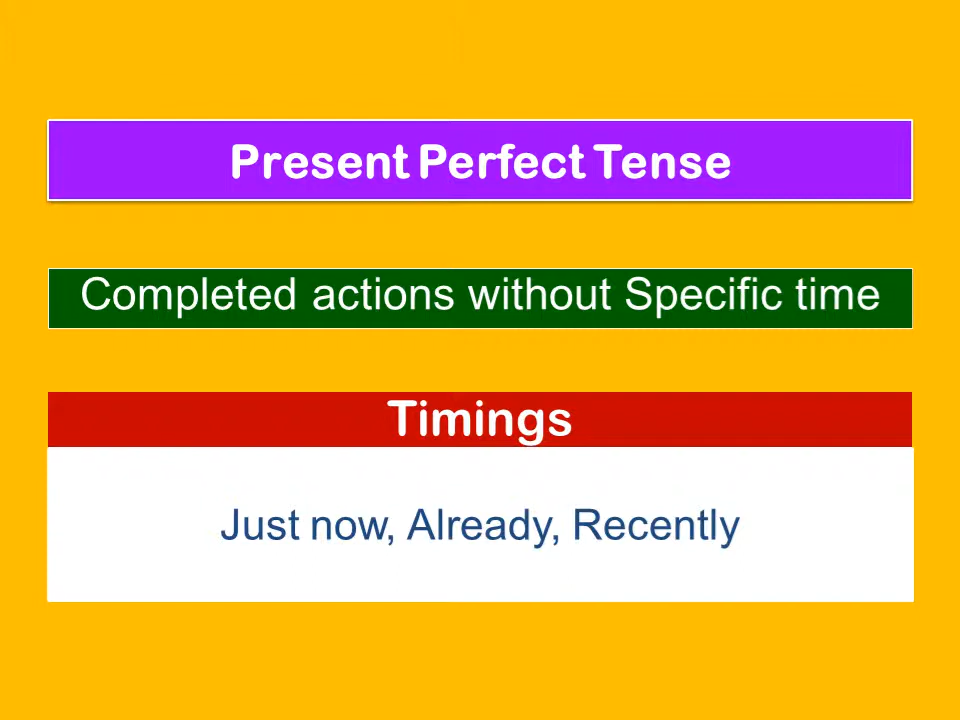 Present Perfect Tense
Completed actions without Specific time
Timings
Just now, Already, Recently